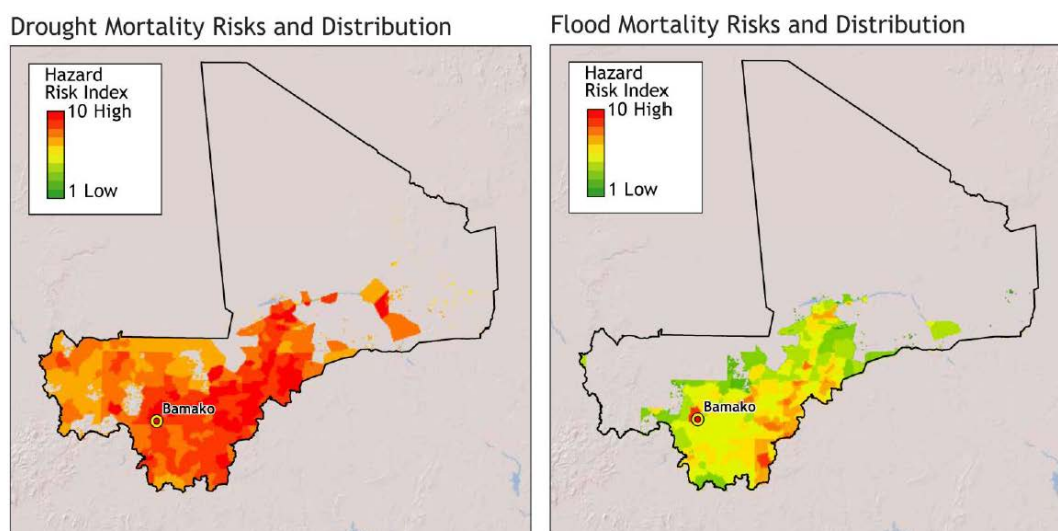 Drought Mortality Risks and Distribution
Hazard
Risk Index
10 High
1 Low
Bamako
Flood Mortality Risks and Distribution
Hazard
Risk Index
10 High
1 Low
Bamako